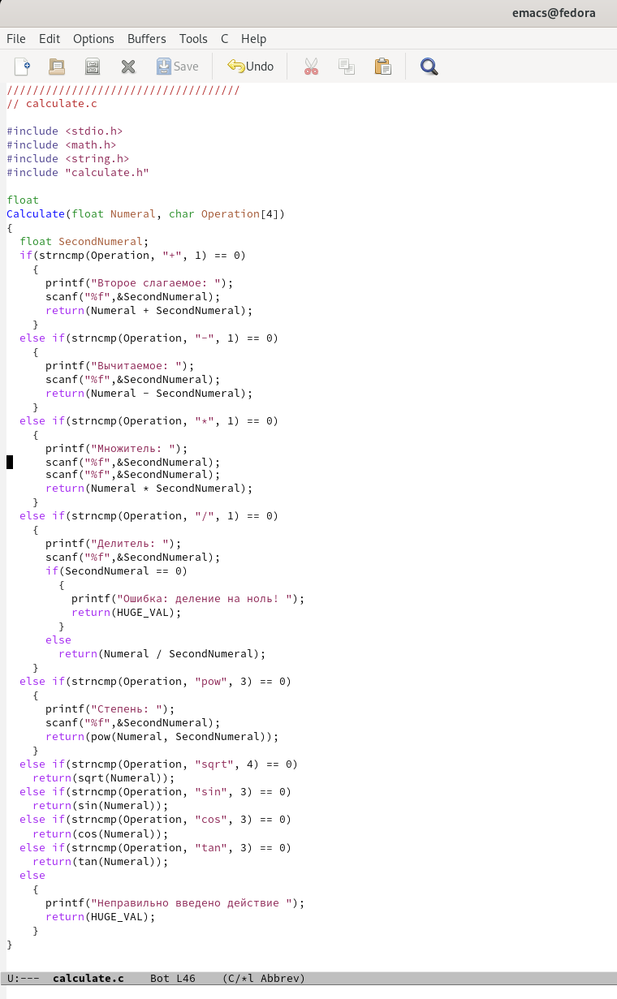 emacs@fedora
File Edit Options Buffers Tools C Help
Save Undo
////////////////////////////////////
// calculate.c

#include <stdio.h>
#include <math.h>
#include <string.h>
#include "calculate.h"

float
Calculate(float Numeral, char Operation[4])
{
  float SecondNumeral;
  if(strncmp(Operation, "+", 1) == 0)
    {
      printf("Второе слагаемое: ");
      scanf("%f",&SecondNumeral);
      return(Numeral + SecondNumeral);
    }
  else if(strncmp(Operation, "-", 1) == 0)
    {
      printf("Вычитаемое: ");
      scanf("%f",&SecondNumeral);
      return(Numeral - SecondNumeral);
    }
  else if(strncmp(Operation, "*", 1) == 0)
    {
      printf("Множитель: ");
      scanf("%f",&SecondNumeral);
      scanf("%f",&SecondNumeral);
      return(Numeral * SecondNumeral);
    }
  else if(strncmp(Operation, "/", 1) == 0)
    {
      printf("Делитель: ");
      scanf("%f",&SecondNumeral);
      if(SecondNumeral == 0)
        {
          printf("Ошибка: деление на ноль! ");
          return(HUGE_VAL);
        }
      else
        return(Numeral / SecondNumeral);
    }
  else if(strncmp(Operation, "pow", 3) == 0)
    {
      printf("Степень: ");
      scanf("%f",&SecondNumeral);
      return(pow(Numeral, SecondNumeral));
    }
  else if(strncmp(Operation, "sqrt", 4) == 0)
    return(sqrt(Numeral));
  else if(strncmp(Operation, "sin", 3) == 0)
    return(sin(Numeral));
  else if(strncmp(Operation, "cos", 3) == 0)
    return(cos(Numeral));
  else if(strncmp(Operation, "tan", 3) == 0)
    return(tan(Numeral));
  else
    {
      printf("Неправильно введено действие ");
      return(HUGE_VAL);
    }
}
U:--- calculate.c Bot L46 (C/*l Abbrev)